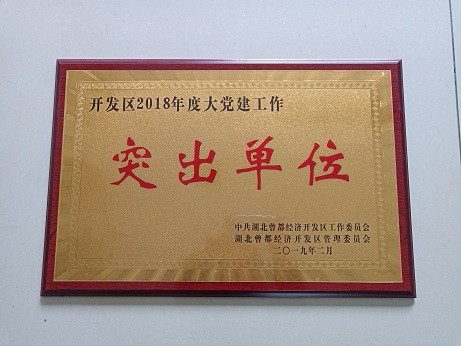 开发区2018年度大党建工作
突出单位
中共湖北曾都经济开发区工作委员会
湖北曾都经济开发区管理委员会
二〇一九年二月